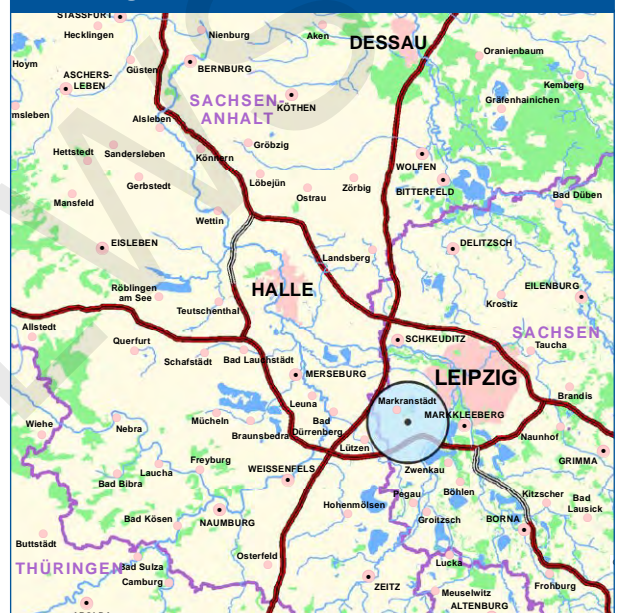 STASSFURT
Hecklingen
Nienburg
Aken
DESSAU
Oranienbaum
Hoym
Güsten
BERNBURG
ASCHERS-
LEBEN
Kemberg
SACHSEN-
ANHALT
KÖTHEN
Gräfenhainichen
msleben
Alsleben
Hettstedt
Sandersleben
Könnern
Gröbzig
WOLFEN
Gerbstedt
Löbejün
Zörbig
BITTERFELD
Mansfeld
Ostrau
Bad Düben
Wettin
EISLEBEN
DELITZSCH
Landsberg
Röblingen
am See
HALLE
EILENBURG
Krostiz
Teutschenthal
Allstedt
SACHSEN
Querfurt
SCHKEUDITZ
Taucha
Schafstädt
Bad Lauchstädt
MERSEBURG
LEIPZIG
Markranstädt
Brandis
Leuna
MARKKLEEBERG
Wiehe
Nebra
Mücheln
Bad
Dürrenberg
Braunsbedra
Lützen
Naunhof
Freyburg
GRIMMA
Laucha
WEISSENFELS
Zwenkau
Bad Bibra
Böhlen
Pegau
Kitzscher
Bad
Lausick
Hohenmölsen
Bad Kösen
NAUMBURG
Groitzsch
BORNA
Buttstädt
Osterfeld
THÜRINGEN
Bad Sulza
Lucka
Camburg
ZEITZ
Frohburg
Meuselwitz
ALTENBURG